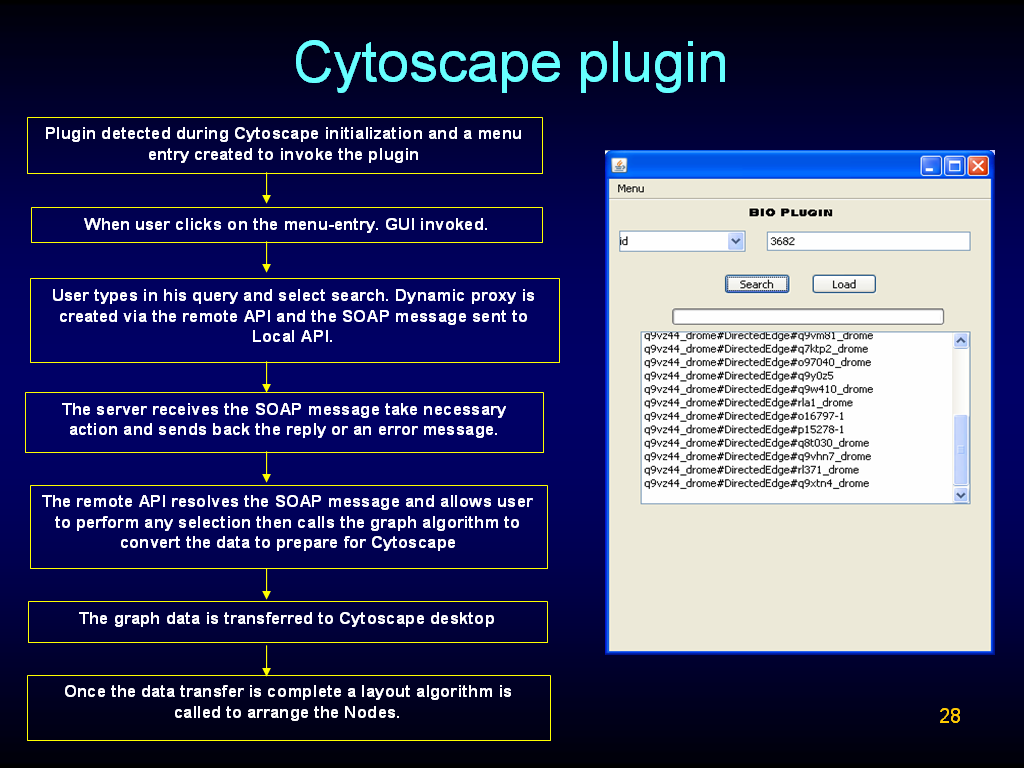 Cytoscape plugin
Plugin detected during Cytoscape initialization and a menu
entry created to invoke the plugin
When user clicks on the menu-entry. GUI invoked.
User types in his query and select search. Dynamic proxy is
created via the remote API and the SOAP message sent to
Local API.
The server receives the SOAP message take necessary
action and sends back the reply or an error message.
The remote API resolves the SOAP message and allows user
to perform any selection then calls the graph algorithm to
convert the data to prepare for Cytoscape
The graph data is transferred to Cytoscape desktop
Once the data transfer is complete a layout algorithm is
called to arrange the Nodes.
Menu
BIO PLUGIN
id
3682
Search
Load
q9vz44_drome#DirectedEdge#q9vm81_drome
q9vz44_drome#DirectedEdge#q7ktp2_drome
q9vz44_drome#DirectedEdge#o97040_drome
q9vz44_drome#DirectedEdge#q9y0z5
q9vz44_drome#DirectedEdge#q9w410_drome
q9vz44_drome#DirectedEdge#rla1_drome
q9vz44_drome#DirectedEdge#o16797-1
q9vz44_drome#DirectedEdge#p15278-1
q9vz44_drome#DirectedEdge#q8t030_drome
q9vz44_drome#DirectedEdge#q9vhn7_drome
q9vz44_drome#DirectedEdge#rl371_drome
q9vz44_drome#DirectedEdge#q9xtn4_drome
28